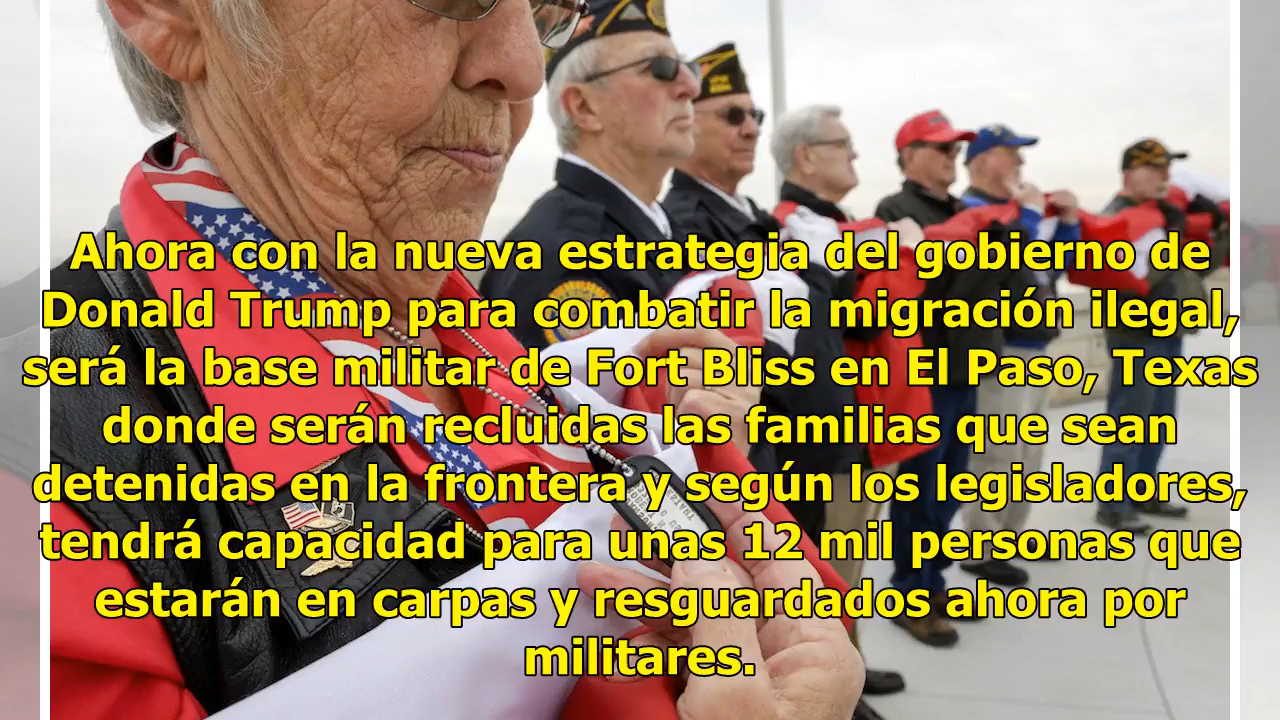 Ahora con la nueva estrategia del gobierno de
Donald Trump para combatir la migración ilegal,
será la base militar de Fort Bliss en El Paso, Texas
donde serán recluidas las familias que sean
detenidas en la frontera y según los legisladores,
tendrá capacidad para unas 12 mil personas que
estarán en carpas y resguardados ahora por
militares.